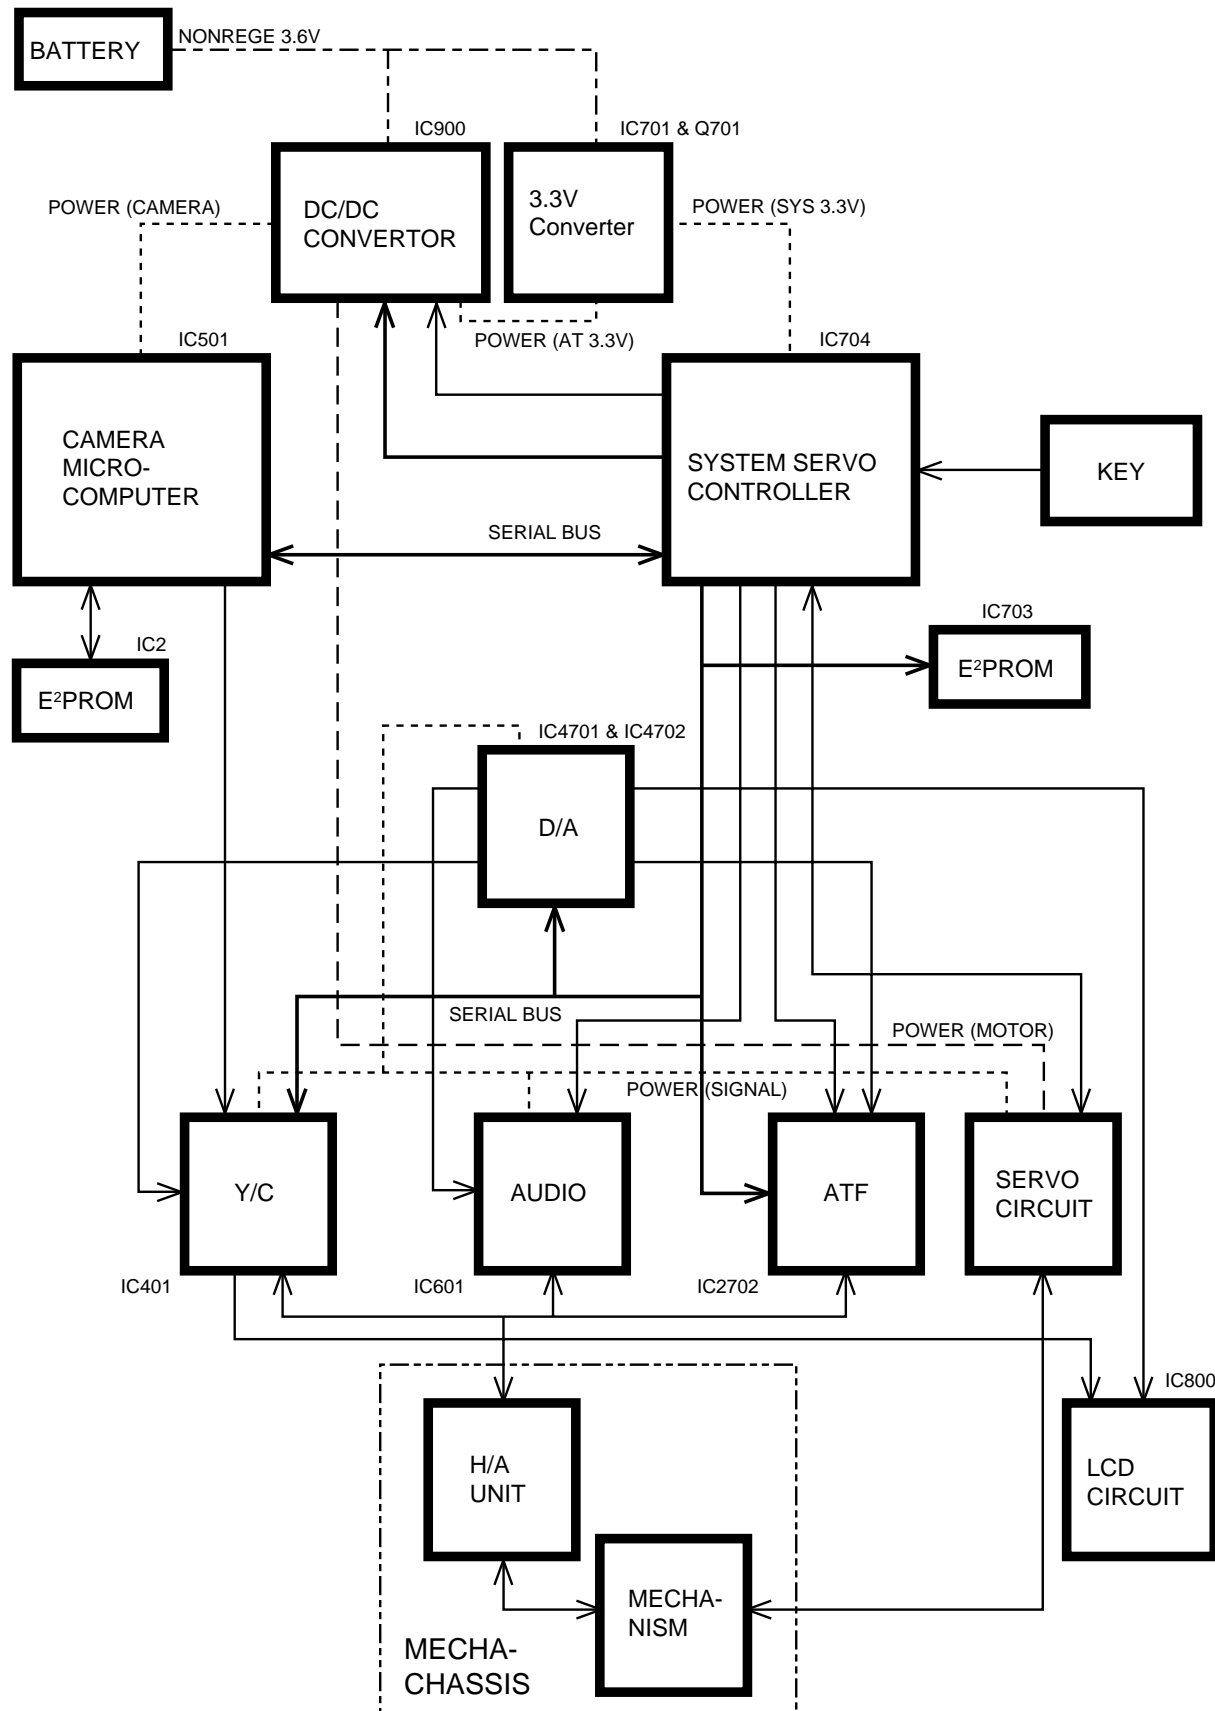 BATTERY
NONREGE 3.6V
IC900
IC701 & Q701
POWER (CAMERA)
DC/DC
CONVERTOR
3.3V
Converter
POWER (SYS 3.3V)
IC501
POWER (AT 3.3V)
IC704
CAMERA
MICRO-
COMPUTER
SYSTEM SERVO
CONTROLLER
KEY
SERIAL BUS
IC2
E²PROM
IC703
E²PROM
IC4701 & IC4702
D/A
SERIAL BUS
POWER (MOTOR)
POWER (SIGNAL)
Y/C
AUDIO
ATF
SERVO
CIRCUIT
IC401
IC601
IC2702
IC800
H/A
UNIT
LCD
CIRCUIT
MECHA-
NISM
MECHA-
CHASSIS